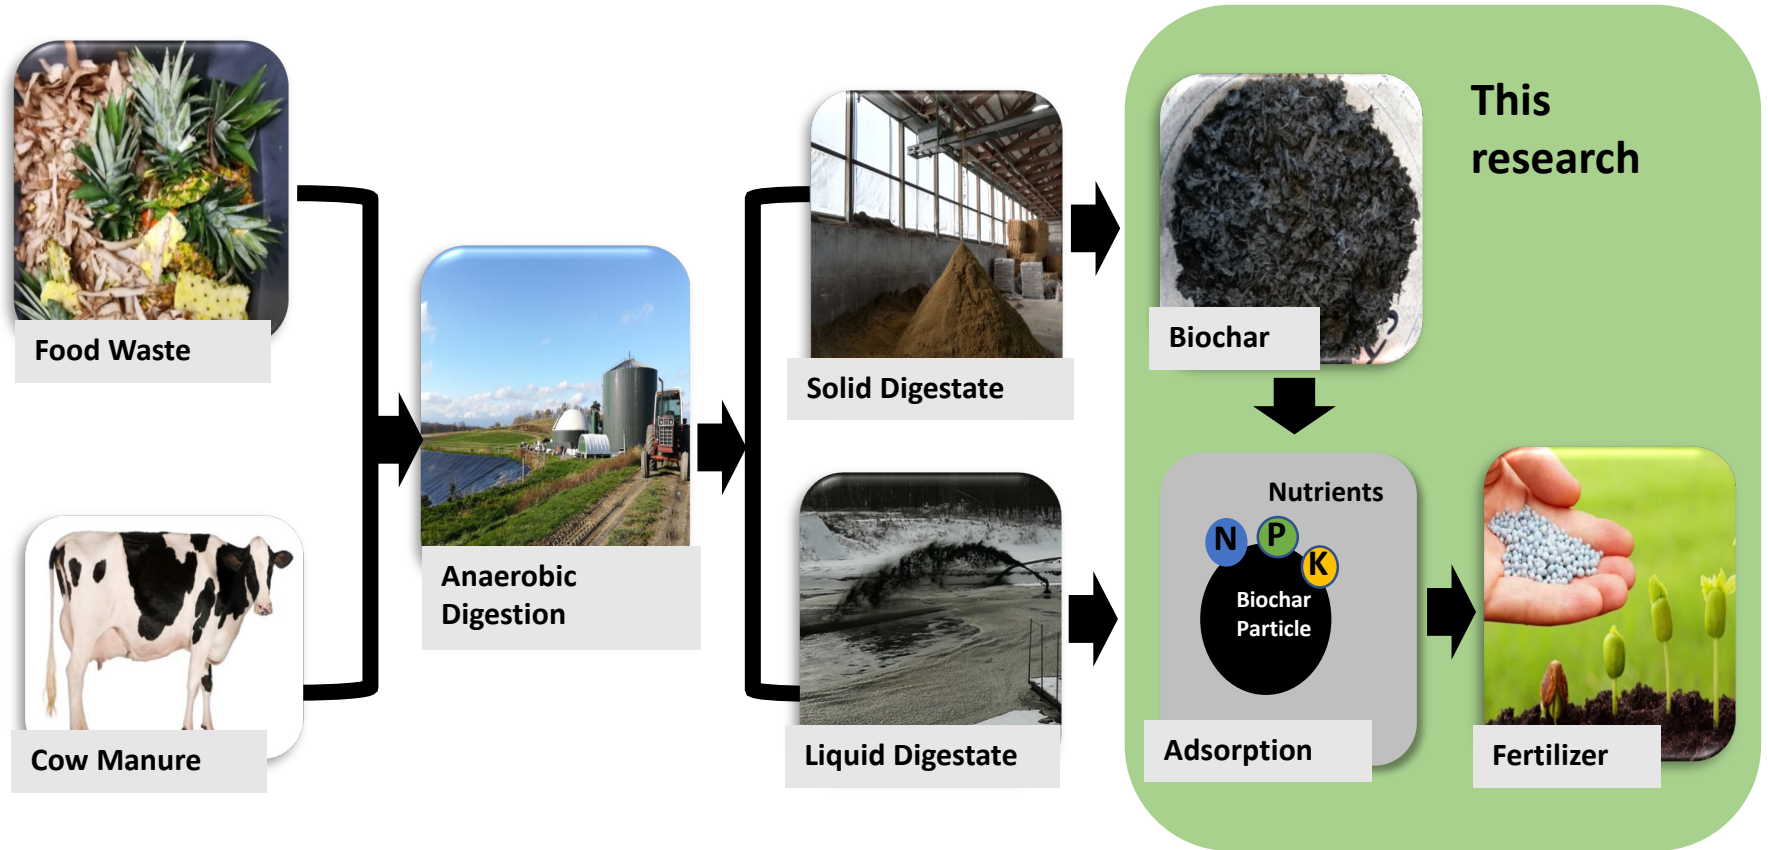 Food Waste
Cow Manure
Anaerobic
Digestion
Solid Digestate
Liquid Digestate
This
research
Biochar
Nutrients
N
P
K
Biochar
Particle
Adsorption
Fertilizer